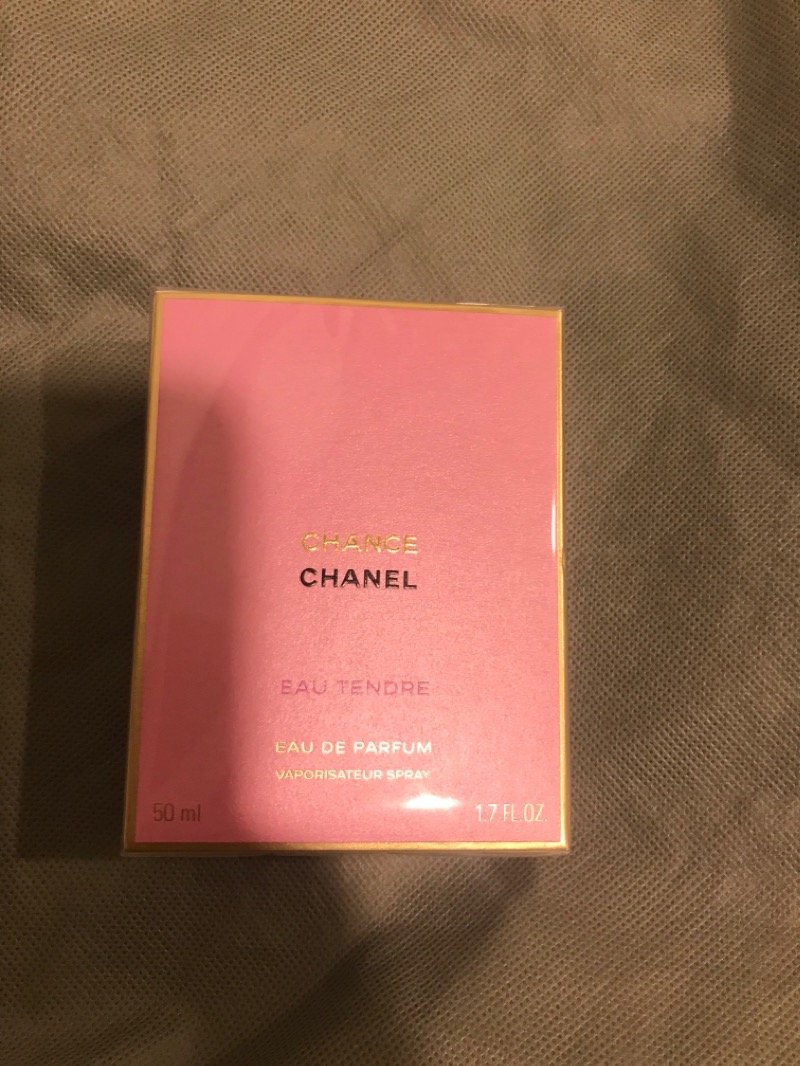 CHANCE
CHANEL
EAU TENDRE
EAU DE PARFUM
VAPORISATEUR SPRAY
50 ml 1.7 FL.OZ.